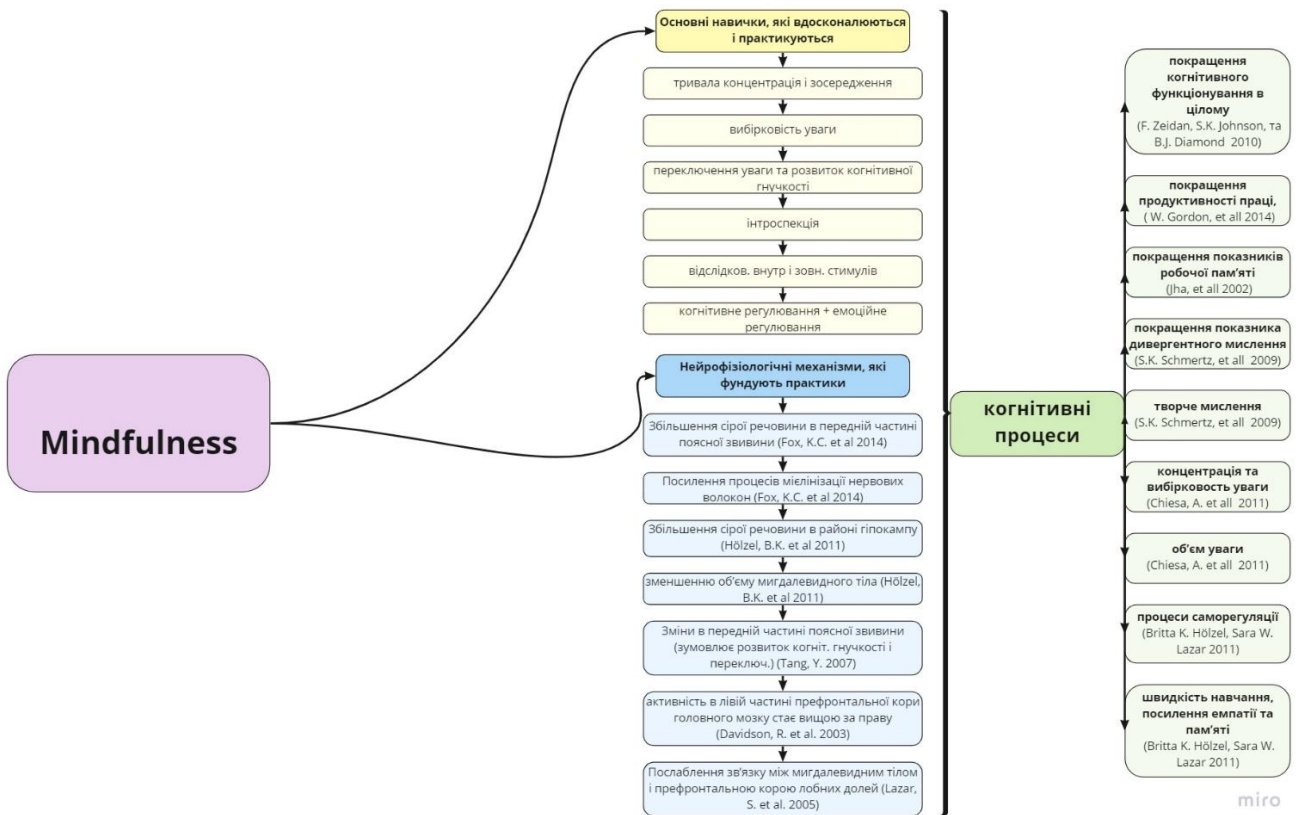 Mindfulness
Основні навички, які вдосконалюються
і практикуються
тривала концентрація і зосередження
вибірковість уваги
переключення уваги та розвиток когнітивної
гнучкості
інтроспекція
відслідков. внутр і зовн. стимулів
когнітивне регулювання + емоційне
регулювання
Нейрофізіологічні механізми, які
фундують практики
Збільшення сірої речовини в передній частині
поясної звивини (Fox, K.C. et al 2014)
Посилення процесів мієлінізації нервових
волокон (Fox, K.C. et al 2014)
Збільшення сірої речовини в районі гіпокампу
(Hölzel, B.K. et al 2011)
зменшенню об'єму мигдалевидного тіла (Hölzel,
B.K. et al 2011)
Зміни в передній частині поясної звивини
(зумовлює розвиток когніт. гнучкості і
переключ.) (Tang, Y. 2007)
активність в лівій частині префронтальної кори
головного мозку стає вищою за праву
(Davidson, R. et al. 2003)
Послаблення зв'язку між мигдалевидним тілом
і префронтальною корою лобних долей (Lazar,
S. et al. 2005)
когнітивні
процеси
покращення
когнітивного
функціонування в
цілому
(F. Zeidan, S.K. Johnson, та
B.J. Diamond 2010)
покращення
продуктивності праці,
( W. Gordon, et all 2014)
покращення показників
робочої пам'яті
(Jha, et all 2002)
покращення показника
дивергентного мислення
(S.K. Schmertz, et all 2009)
творче мислення
(S.K. Schmertz, et all 2009)
концентрація та
вибірковость уваги
(Chiesa, A. et all 2011)
об'єм уваги
(Chiesa, A. et all 2011)
процеси саморегуляції
(Britta K. Hölzel, Sara W.
Lazar 2011)
швидкість навчання,
посилення емпатії та
пам'яті
(Britta K. Hölzel, Sara W.
Lazar 2011)
miro